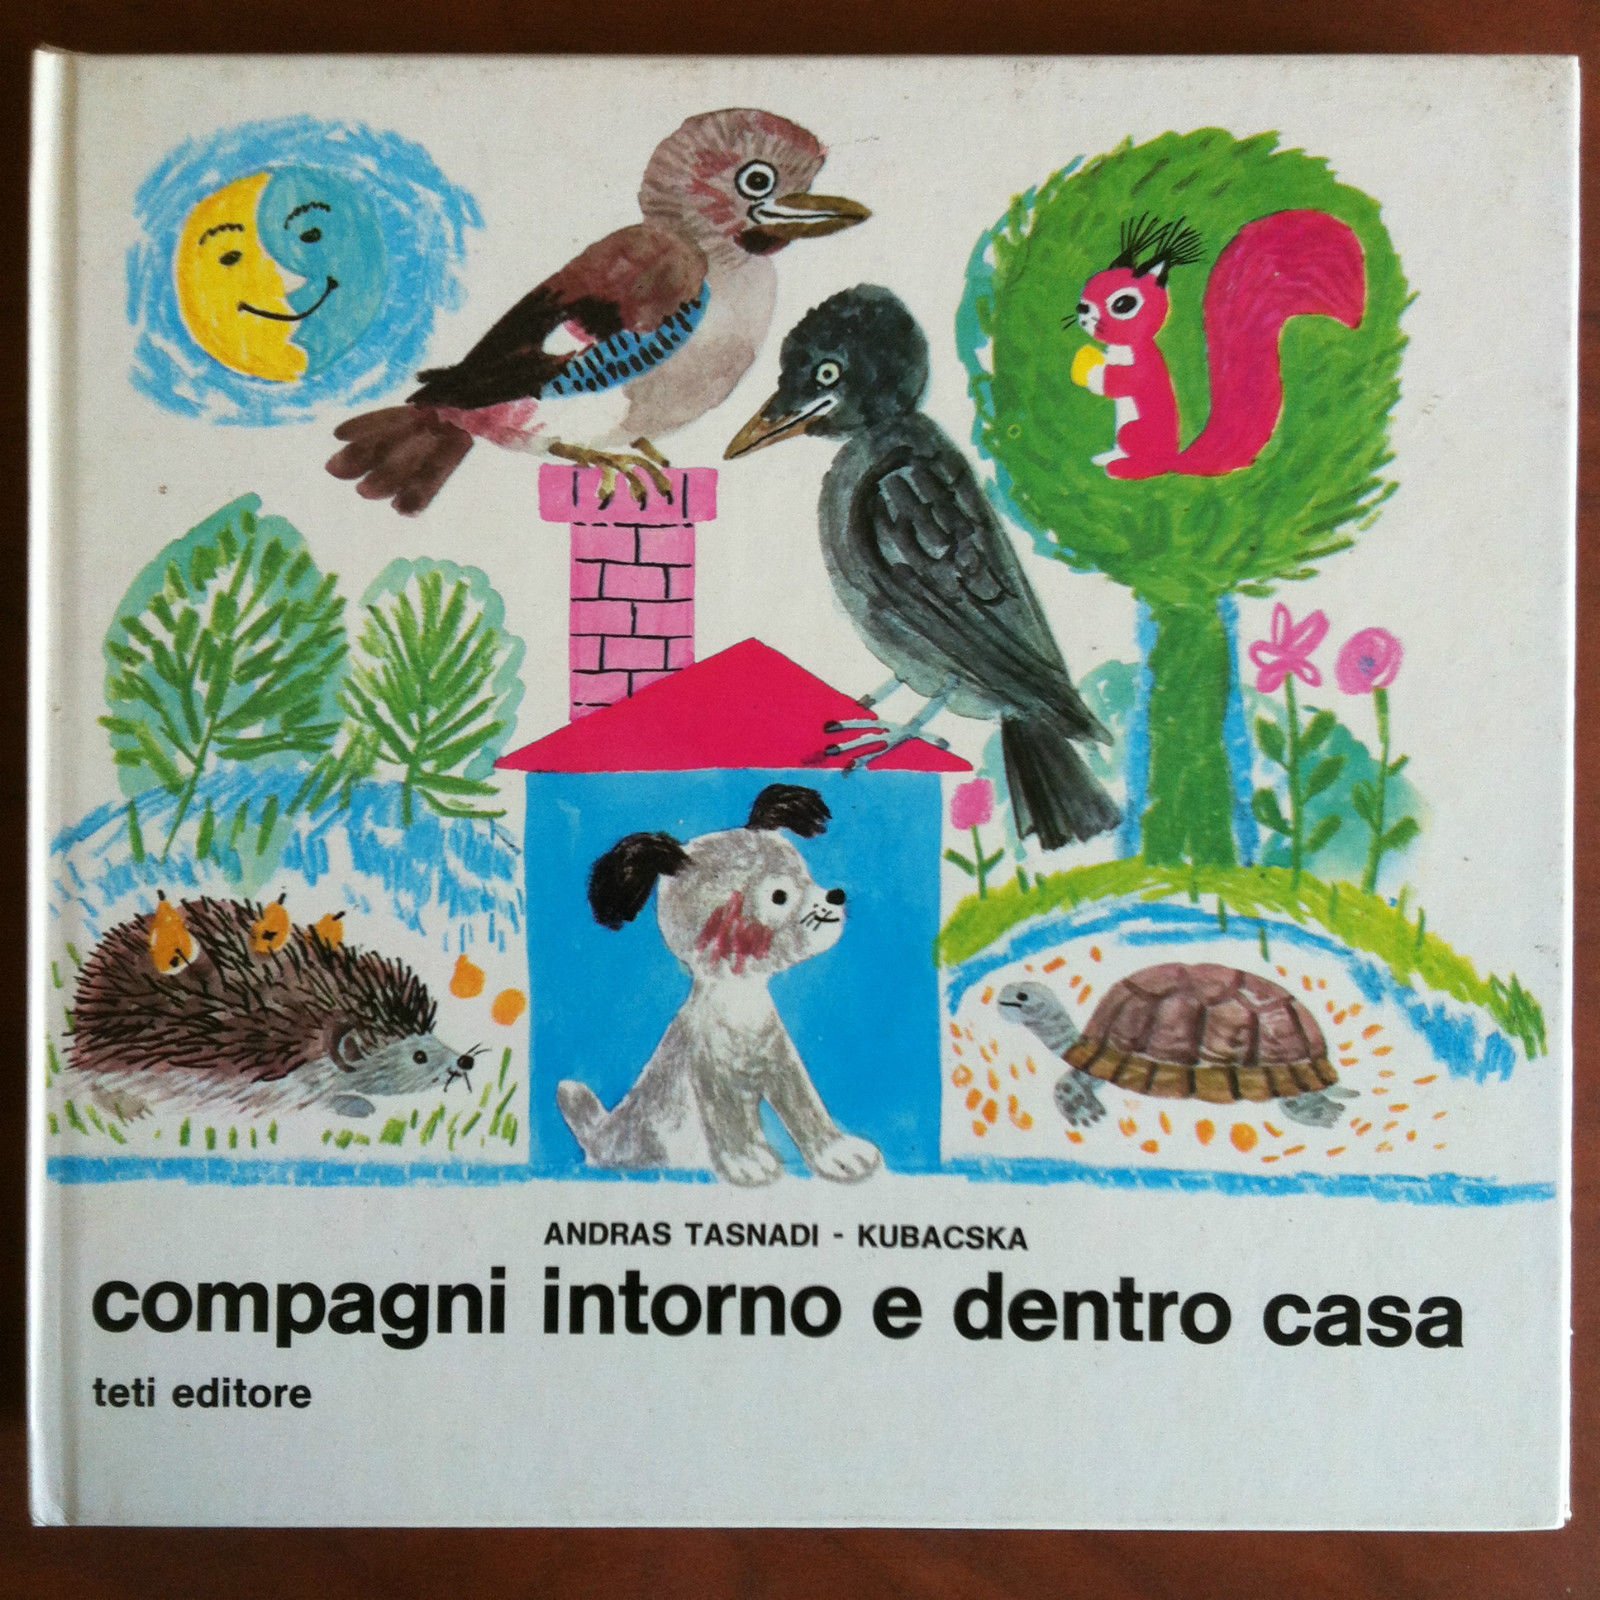 ANDRAS TASNADI - KUBACSKA
compagni intorno e dentro casa
teti editore